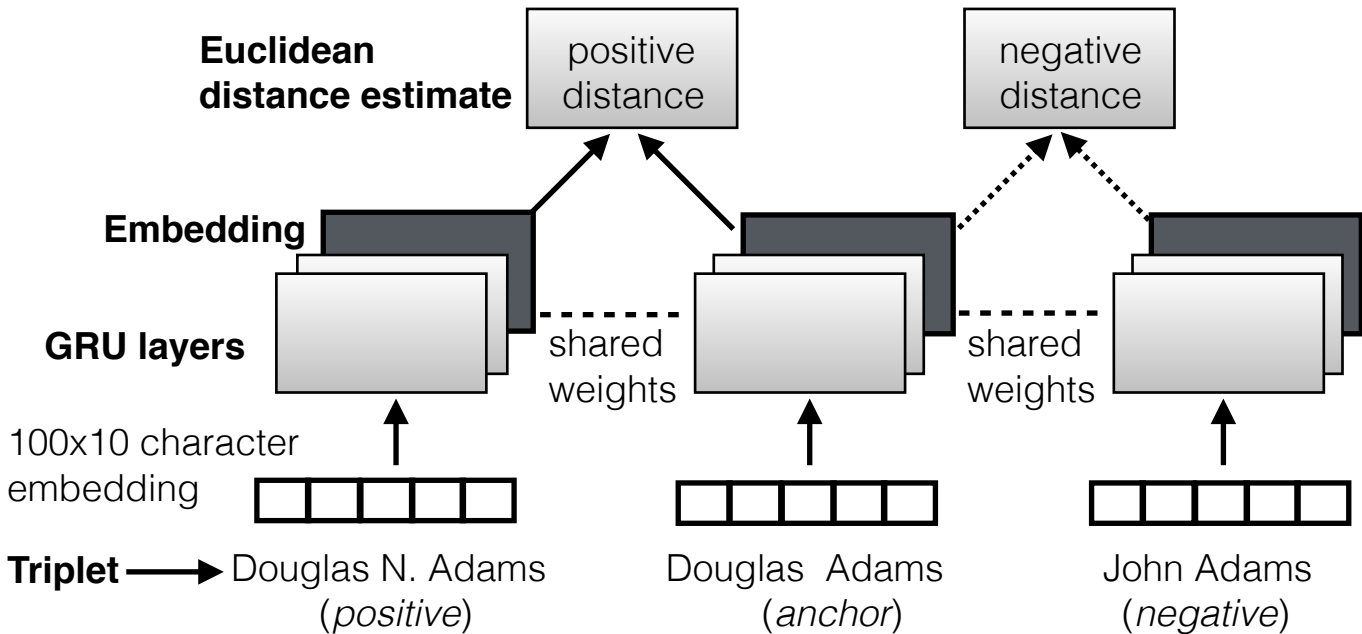 Euclidean
distance estimate
positive
distance
negative
distance
Embedding
GRU layers
shared
weights
shared
weights
100x10 character
embedding
Triplet
Douglas N. Adams
(positive)
Douglas Adams
(anchor)
John Adams
(negative)